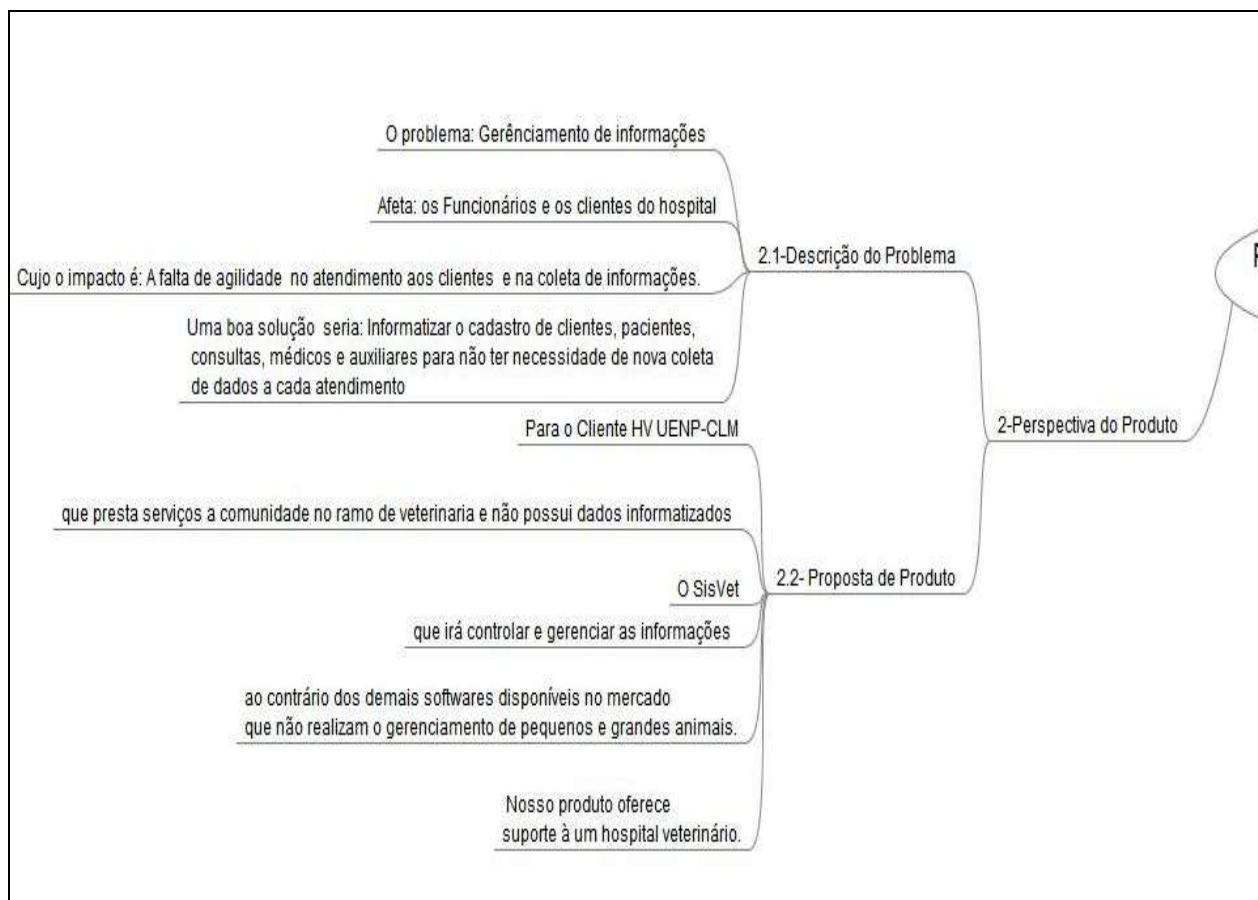 O problema: Gerênciamento de informações
Afeta: os Funcionários e os clientes do hospital
2.1-Descrição do Problema
Cujo o impacto é: A falta de agilidade no atendimento aos clientes e na coleta de informações.
Uma boa solução seria: Informatizar o cadastro de clientes, pacientes,
consultas, médicos e auxiliares para não ter necessidade de nova coleta
de dados a cada atendimento
2-Perspectiva do Produto
Para o Cliente HV UENP-CLM
que presta serviços a comunidade no ramo de veterinaria e não possui dados informatizados
2.2- Proposta de Produto
O SisVet
que irá controlar e gerenciar as informações
ao contrário dos demais softwares disponíveis no mercado
que não realizam o gerenciamento de pequenos e grandes animais.
Nosso produto oferece
suporte à um hospital veterinário.